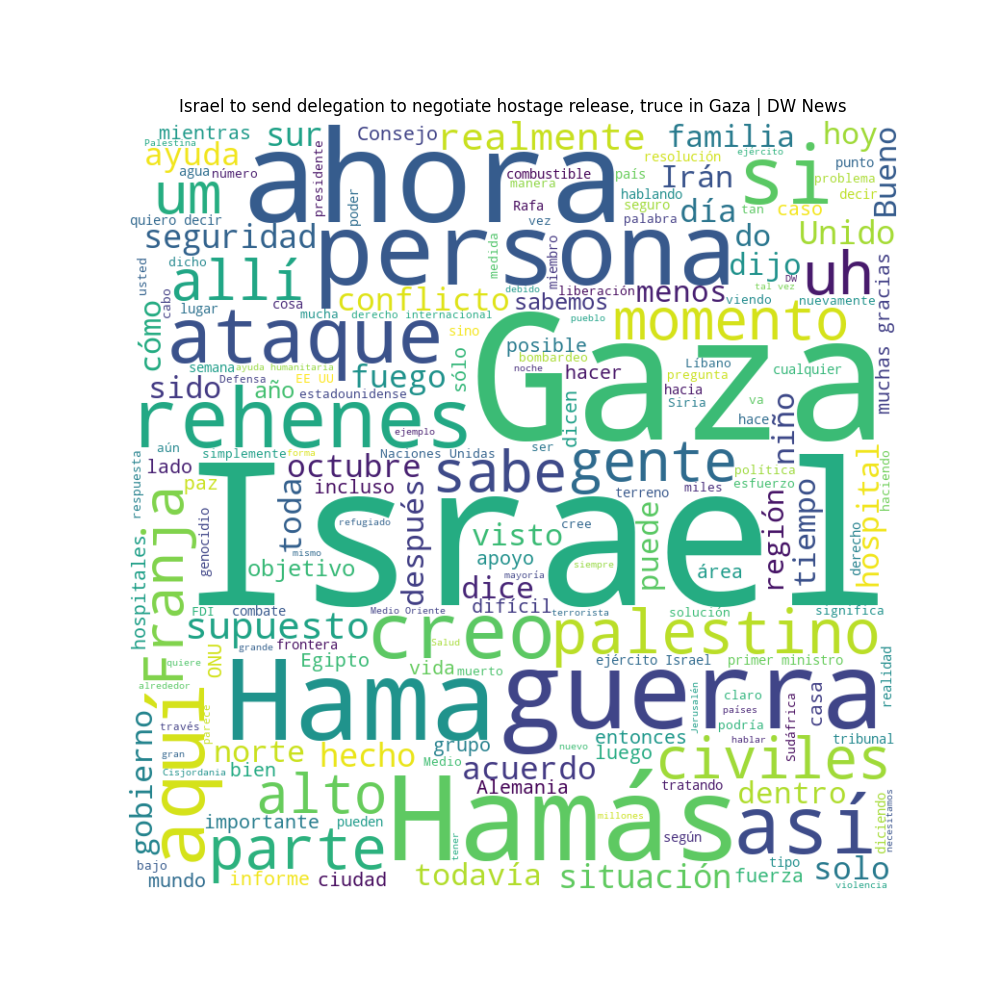 Israel to send delegation to negotiate hostage release, truce in Gaza | DW News
mientras
sur
Consejo
realmente
familia
hoy
Palestina
ayuda
ahora
presidente
resolución
ejército
si
punto
Bueno
agua
número
combustible
país
Irán
problema
um
poder
manera
hablando
decir
Rafa
seguro
día
tan
caso
quiero decir
vez
palabra
seguridad
persona
do
Unido
usted
dicho
allí
medida
miembro
dijo
DW
uh
cabo
cosa
conflicto
debido
liberación
menos
tal vez
cómo
lugar
sabemos
viendo
nuevamente
muchas gracias
mucha
derecho internacional
pueblo
momento
ataque
sino
Gaza
posible
semana
ayuda humanitaria
fuego
sólo
bombardeo
Líbano
cualquier
sido
Defensa
EE UU
noche
hacer
pregunta
año
estadounidense
hacia
va
Siria
rehenes
dicen
hace
niño
ejemplo
aún
simplemente
forma
Naciones Unidas
ser
respuesta
lado
octubre
sabe
gente
política
hospital
haciendo
paz
toda
incluso
esfuerzo
Franja
Israel
después
terreno
miles
región
tiempo
genocidio
refugiado
cree
visto
puede
derecho
hospitales
mismo
objetivo
apoyo
siempre
área
mayoría
dice
FDI
combate
Medio Oriente
difícil
terrorista
solución
significa
supuesto
creo
palestino
ONU
grande
frontera
Salud
quiere
Egipto
vida
muerto
ejército Israel
primer ministro
realidad
alrededor
aquí
Hama
guerra
Jerusalén
claro
países
casa
gobierno
través
parece
podría
Sudáfrica
grupo
entonces
hablar
tribunal
gran
norte
hecho
nuevo
luego
civiles
Cisjordania
bien
Medio
acuerdo
Alemania
tratando
dentro
alto
Hamás
así
diciendo
necesitamos
importante
pueden
millones
parte
tener
según
bajo
tipo
mundo
informe
ciudad
todavía
situación
fuerza
solo
violencia